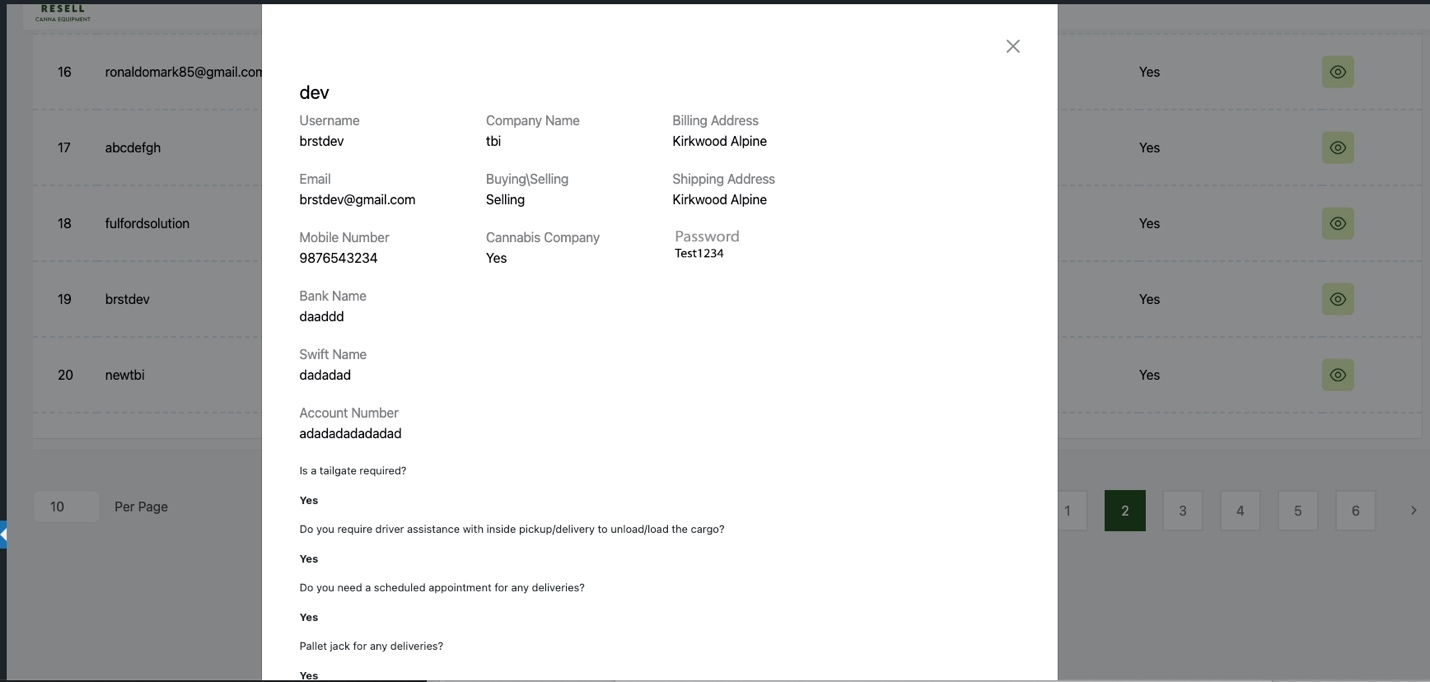 RESELL
CANNA EQUIPMENT
16 ronaldomark85@gmail.com Yes
17 abcdefgh Yes
18 fulfordsolution Yes
19 brstdev Yes
20 newtbi Yes
10 Per Page
1 2 3 4 5 6
dev
Username Company Name Billing Address
brstdev tbi Kirkwood Alpine
Email Buying\Selling Shipping Address
brstdev@gmail.com Selling Kirkwood Alpine
Mobile Number Cannabis Company Password
9876543234 Yes Test1234
Bank Name
daaddd
Swift Name
dadadad
Account Number
adadadadadadad
Is a tailgate required?
Yes
Do you require driver assistance with inside pickup/delivery to unload/load the cargo?
Yes
Do you need a scheduled appointment for any deliveries?
Yes
Pallet jack for any deliveries?
Yes